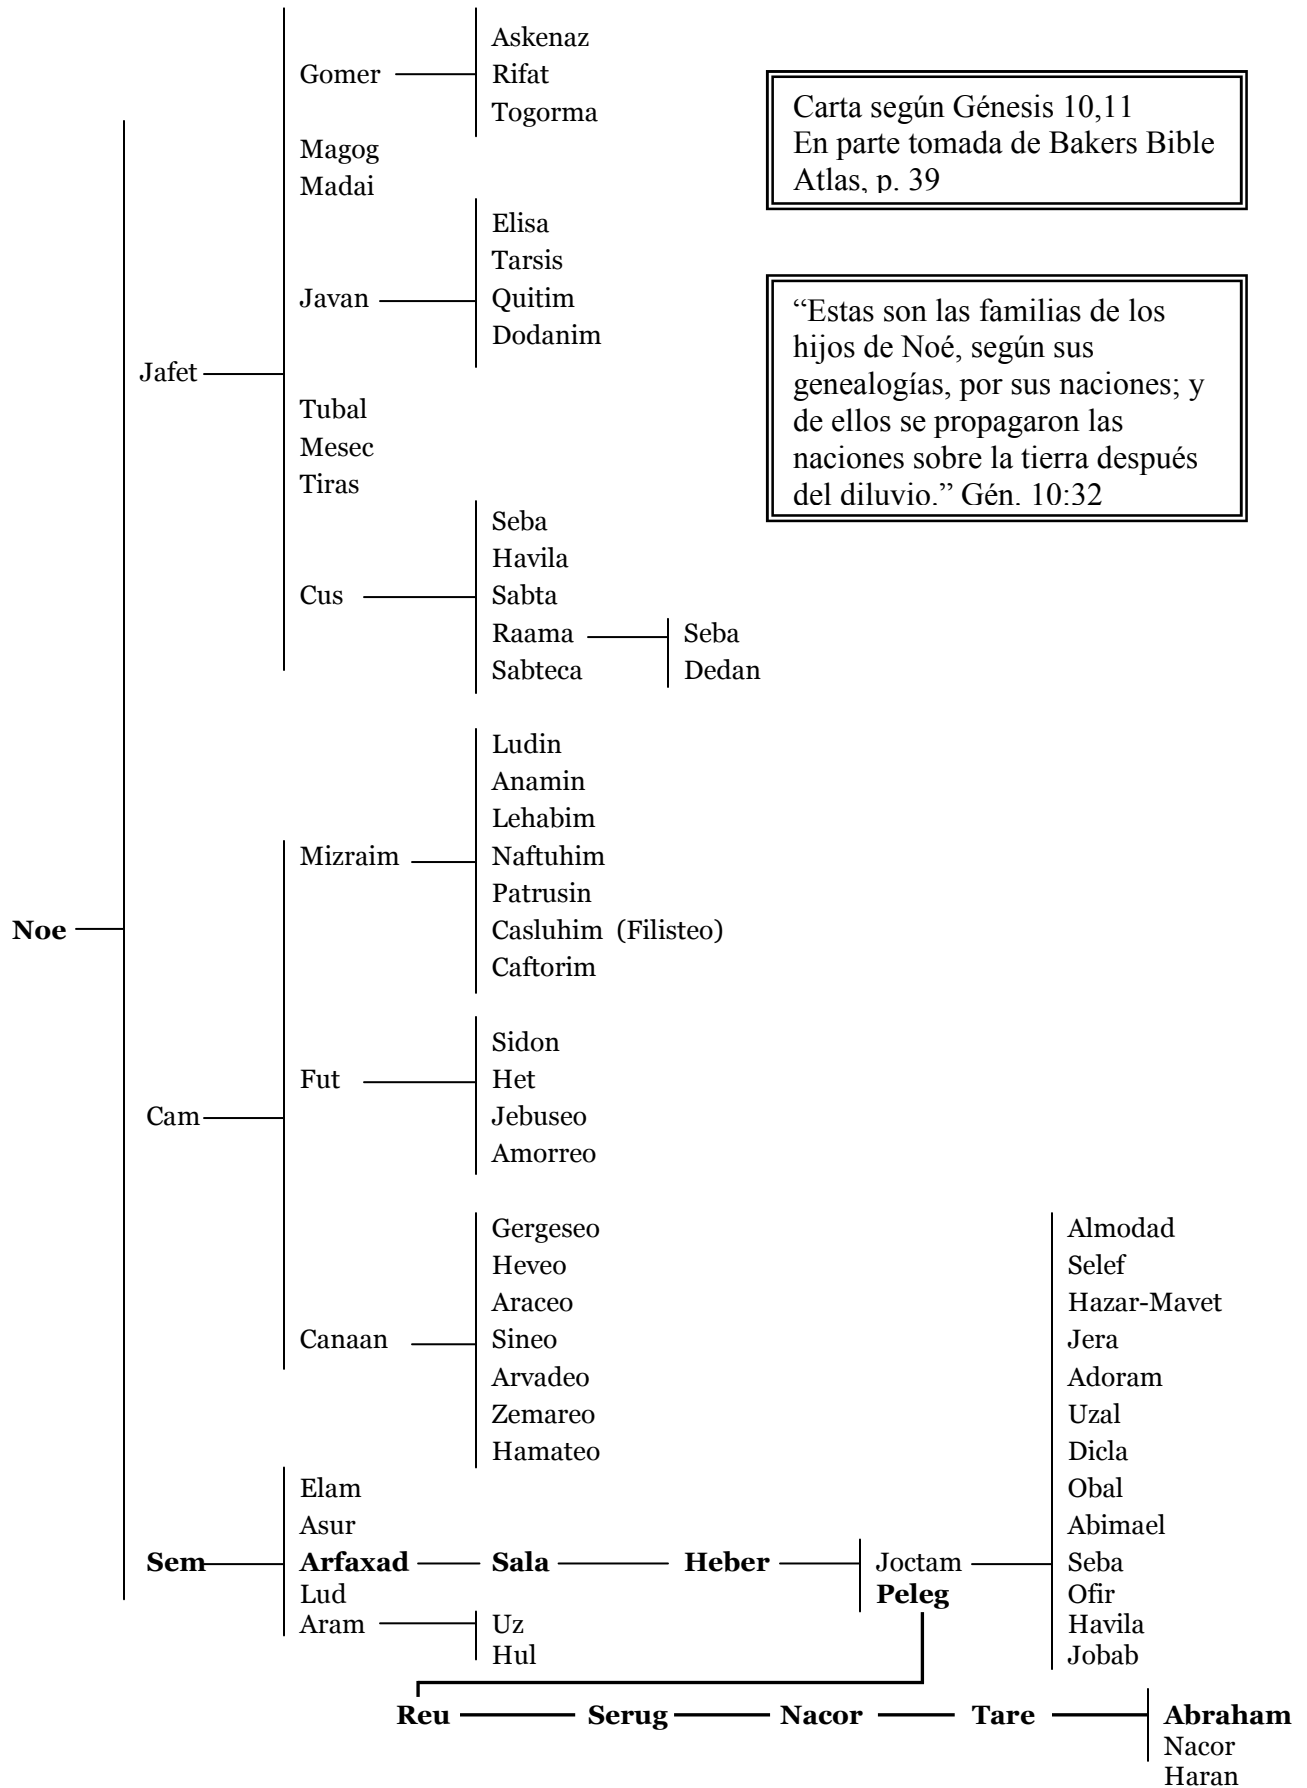 Askenaz
Gomer
Rifat
Togorma
Carta según Génesis 10,11
En parte tomada de Bakers Bible
Atlas, p. 39
Magog
Madai
Elisa
Tarsis
Javan
Quitim
Dodanim
“Estas son las familias de los
hijos de Noé, según sus
genealogías, por sus naciones; y
de ellos se propagaron las
naciones sobre la tierra después
del diluvio.” Gén. 10:32
Jafet
Tubal
Mesec
Tiras
Seba
Havila
Cus
Sabta
Raama
Seba
Sabteca
Dedan
Ludin
Anamin
Lehabim
Mizraim
Naftuhim
Patrusin
Noe
Casluhim (Filisteo)
Caftorim
Sidon
Fut
Het
Cam
Jebuseo
Amorreo
Gergeseo
Heveo
Araceo
Canaan
Sineo
Arvadeo
Zemareo
Hamateo
Almodad
Selef
Hazar-Mavet
Jera
Adoram
Uzal
Dicla
Obal
Abimael
Seba
Ofir
Havila
Jobab
Elam
Asur
Sem
Arfaxad
Sala
Heber
Joctam
Lud
Peleg
Aram
Uz
Hul
Reu
Serug
Nacor
Tare
Abraham
Nacor
Haran